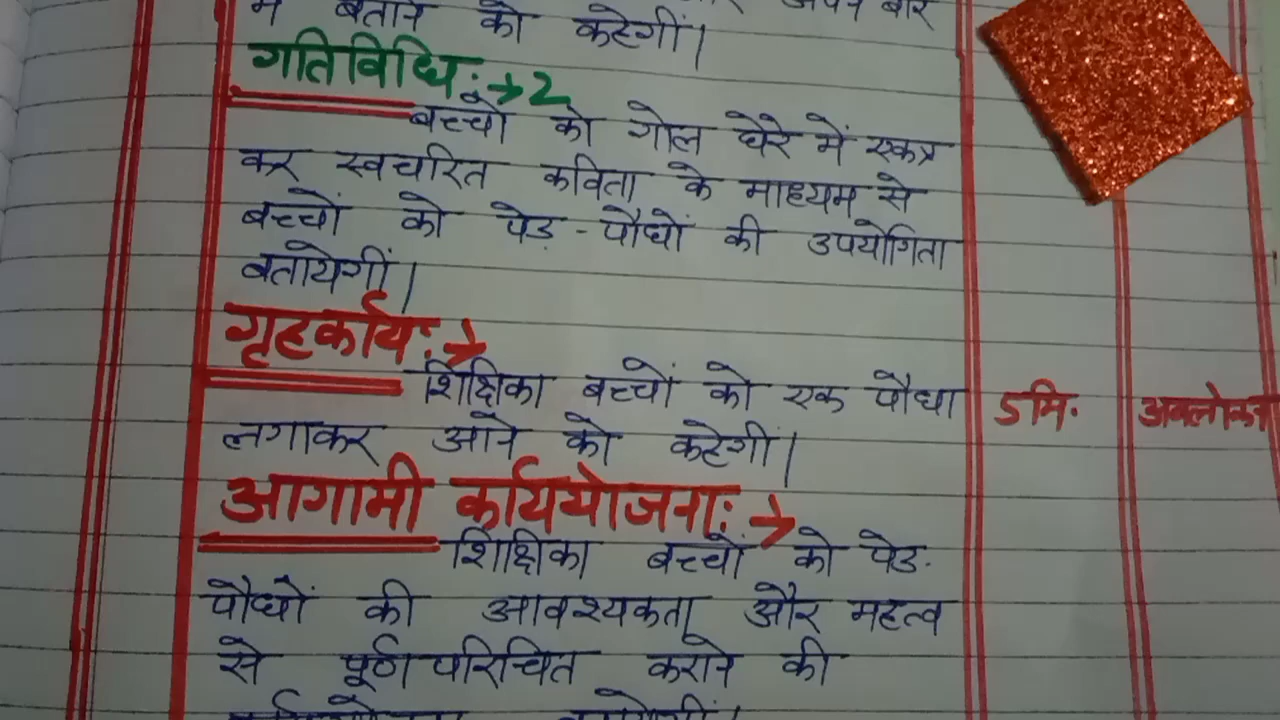 में बताने को कहेगीं।
गतिविधि:→2
बच्चों को गोल घेरे में एकत्र
कर स्वचरित कविता के माध्यम से
बच्चों को पेड़-पौधों की उपयोगिता
बतायेगीं।
गृहकार्य:→
शिक्षिका बच्चों को एक पौधा 5मि. अवलोकन
लगाकर आने को कहेगी।
आगामी कार्ययोजना:→
शिक्षिका बच्चों को पेड.
पौधों की आवश्यकता और महत्व
से पूर्ण परिचित कराने की